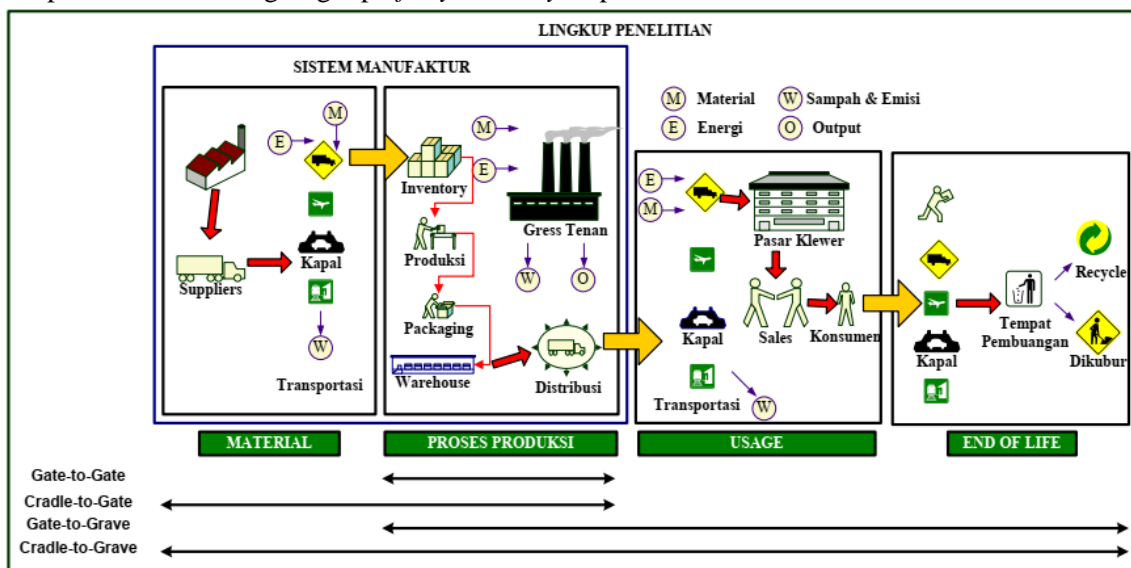 LINGKUP PENELITIAN
SISTEM MANUFAKTUR
M
E
Kapal
Suppliers
W
Transportasi
M
E
Inventory
Gress Tenan
Produksi
W
O
Packaging
Warehouse
Distribusi
M Material
W Sampah & Emisi
E Energi
O Output
E
M
Pasar Klewer
Kapal
Sales
Konsumen
Transportasi
W
Kapal
Tempat
Pembuangan
Recycle
Dikubur
MATERIAL
PROSES PRODUKSI
USAGE
END OF LIFE
Gate-to-Gate
Cradle-to-Gate
Gate-to-Grave
Cradle-to-Grave